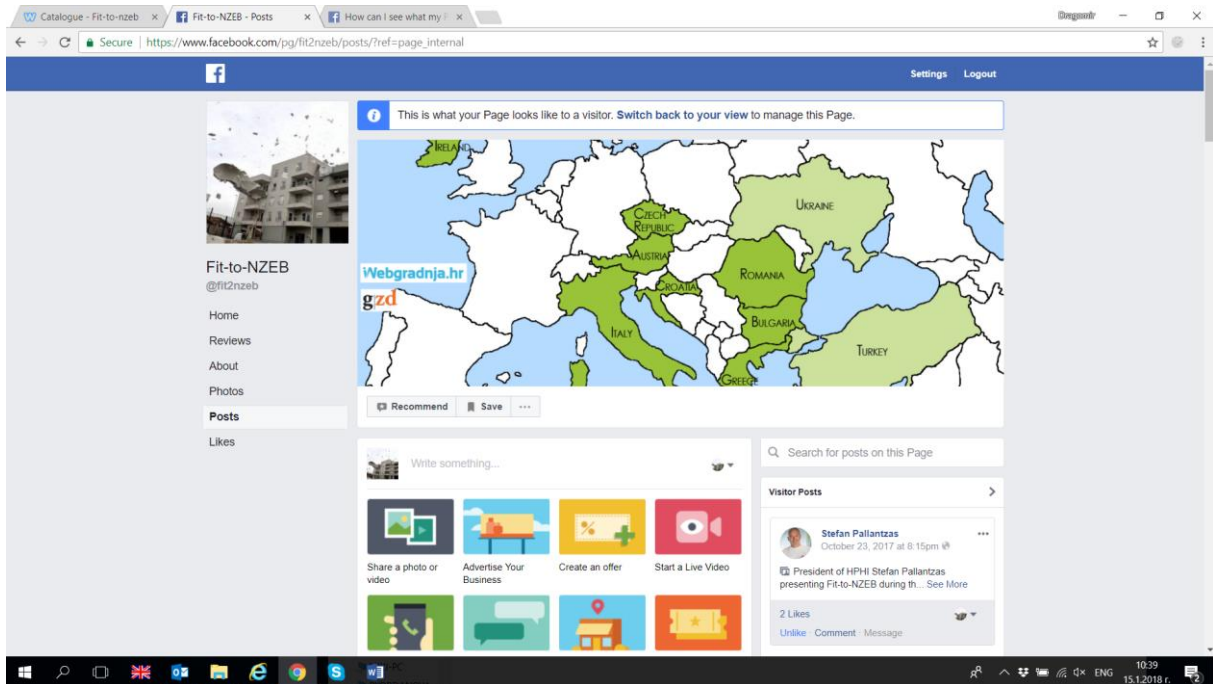 Catalogue - Fit-to-nzeb
Fit-to-NZEB - Posts
How can I see what my
Dragomir
Secure
https://www.facebook.com/pg/fit2nzeb/posts/?ref=page_internal
Settings Logout
This is what your Page looks like to a visitor. Switch back to your view to manage this Page.
IRELAND
UKRAINE
CZECH
REPUBLIC
AUSTRIA
ROMANIA
CROATIA
BULGARIA
ITALY
TURKEY
GREECE
Webgradnja.hr
gzd
Fit-to-NZEB
@fit2nzeb
Home
Reviews
About
Photos
Posts
Likes
Recommend Save ...
Write something...
Share a photo or
video
Advertise Your
Business
Create an offer
Start a Live Video
Search for posts on this Page
Visitor Posts
Stefan Pallantzas
October 23, 2017 at 8:15pm
President of HPHI Stefan Pallantzas
presenting Fit-to-NZEB during th... See More
2 Likes
Unlike · Comment · Message
ENG
10:39
15.1.2018 г.